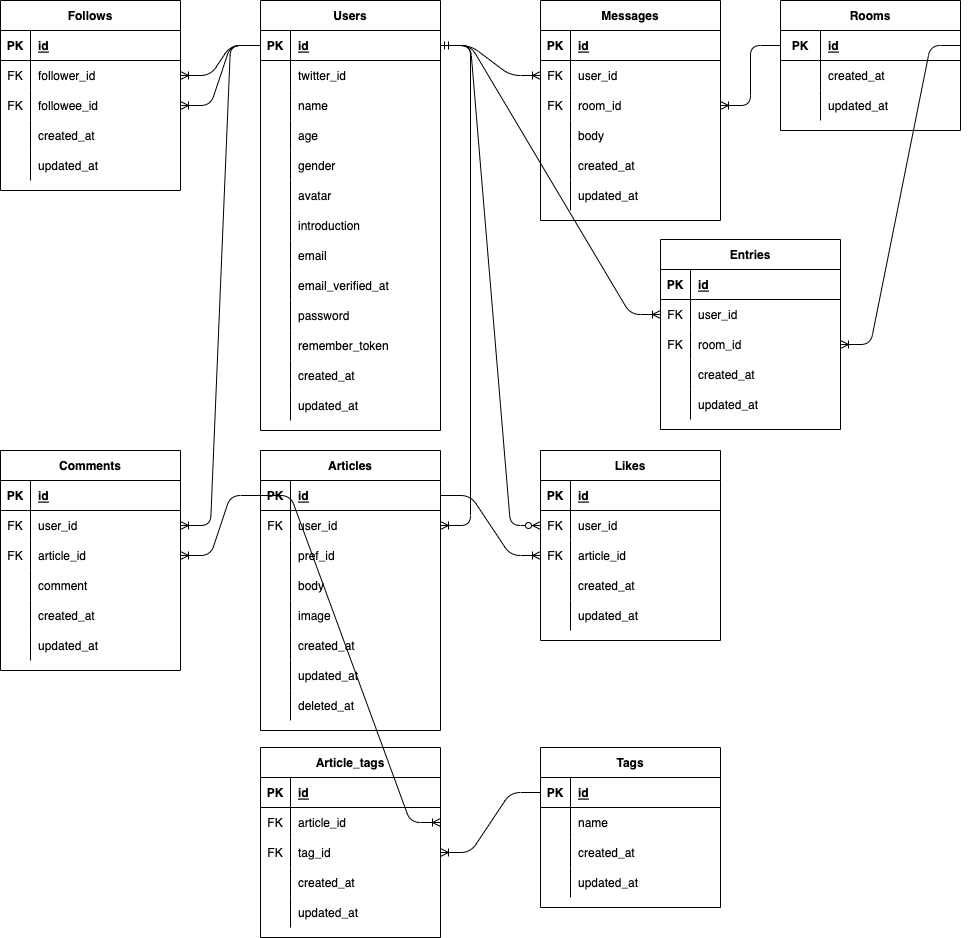 Follows
PK id
FK follower_id
FK followee_id
created_at
updated_at
Users
PK id
twitter_id
name
age
gender
avatar
introduction
email
email_verified_at
password
remember_token
created_at
updated_at
Messages
PK id
FK user_id
FK room_id
body
created_at
updated_at
Rooms
PK id
created_at
updated_at
Entries
PK id
FK user_id
FK room_id
created_at
updated_at
Comments
PK id
FK user_id
FK article_id
comment
created_at
updated_at
Articles
PK id
FK user_id
pref_id
body
image
created_at
updated_at
deleted_at
Likes
PK id
FK user_id
FK article_id
created_at
updated_at
Article_tags
PK id
FK article_id
FK tag_id
created_at
updated_at
Tags
PK id
name
created_at
updated_at